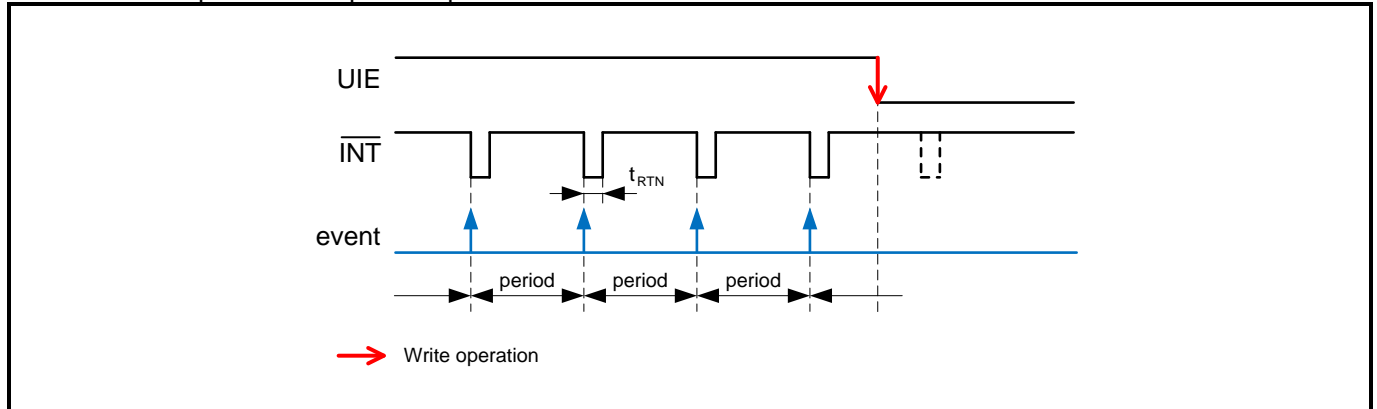 UIE
INT
tRTN
event
period period period
Write operation